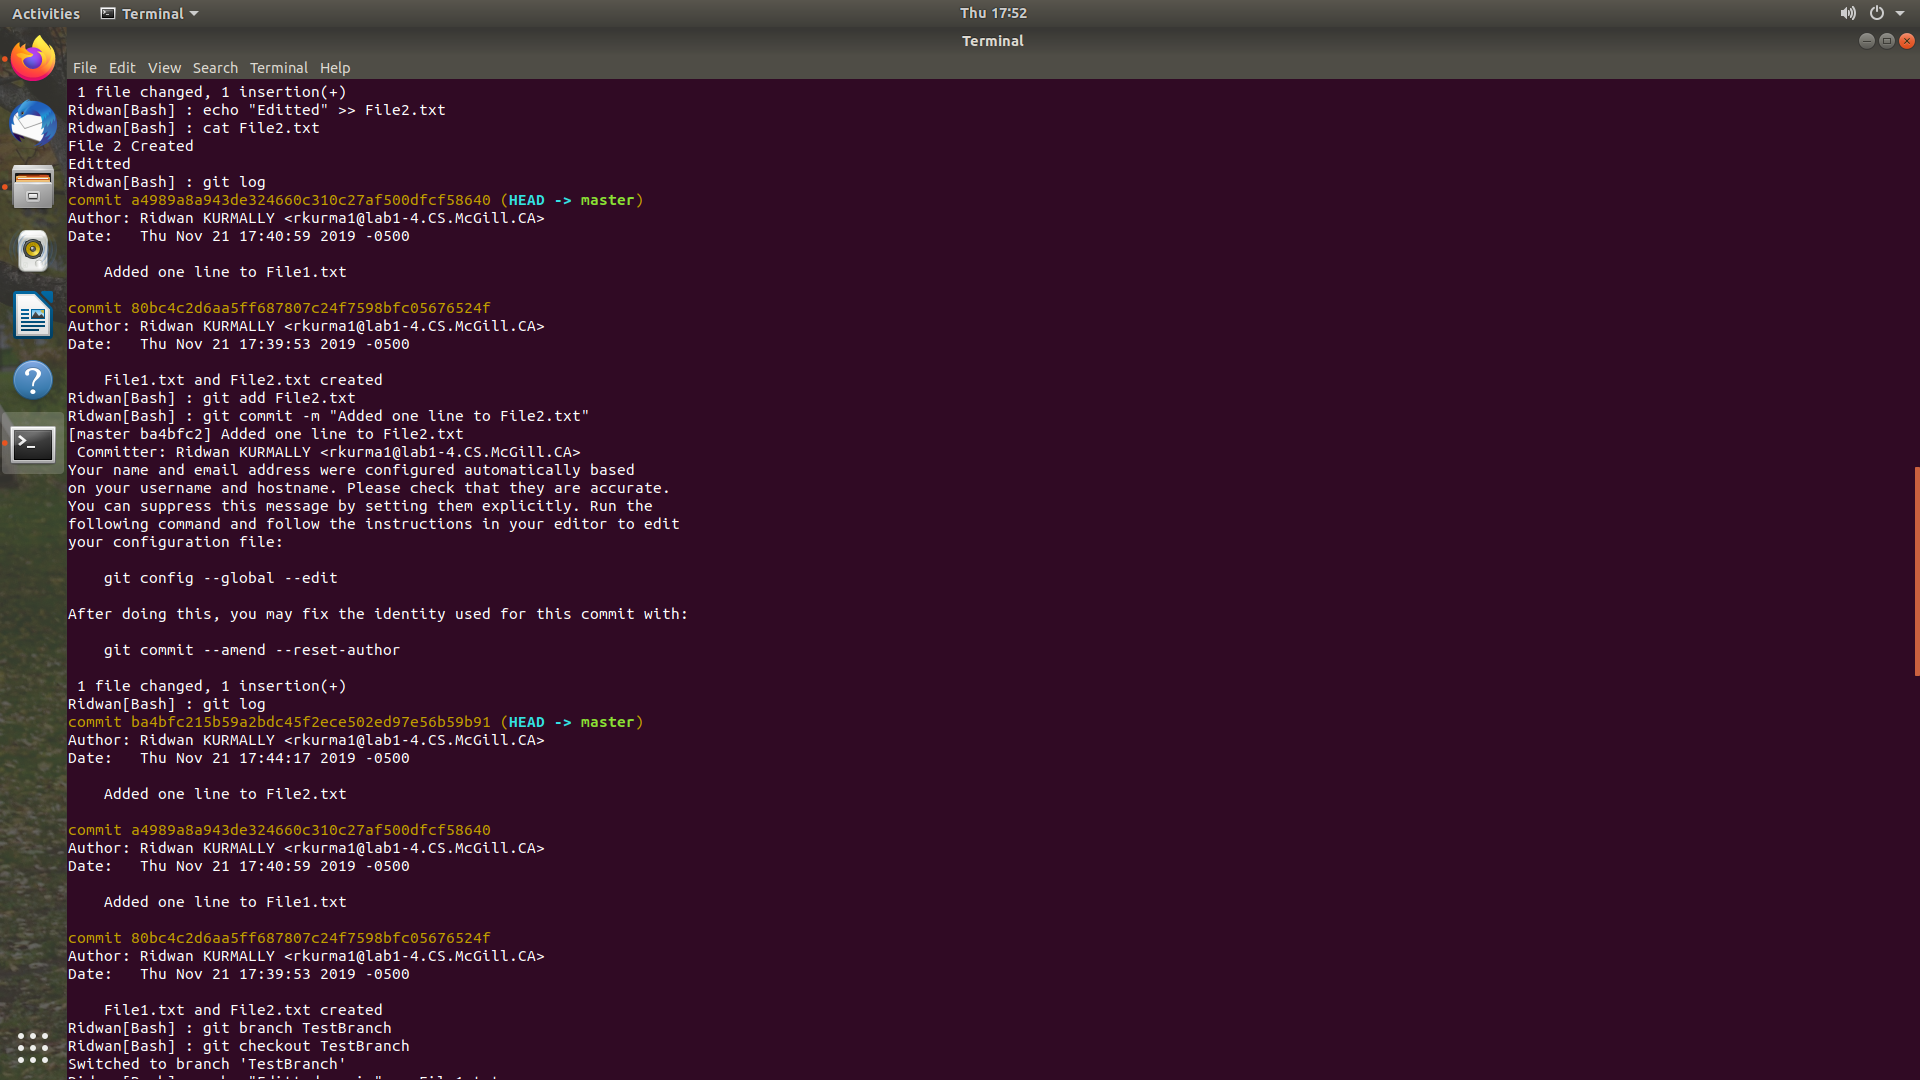 Activities Terminal Thu 17:52
Terminal
File Edit View Search Terminal Help
 1 file changed, 1 insertion(+)
Ridwan[Bash] : echo "Editted" >> File2.txt
Ridwan[Bash] : cat File2.txt
File 2 Created
Editted
Ridwan[Bash] : git log
commit a4989a8a943de324660c310c27af500dfcf58640 (HEAD -> master)
Author: Ridwan KURMALLY <rkurma1@lab1-4.CS.McGill.CA>
Date:   Thu Nov 21 17:40:59 2019 -0500
    Added one line to File1.txt
commit 80bc4c2d6aa5ff687807c24f7598bfc05676524f
Author: Ridwan KURMALLY <rkurma1@lab1-4.CS.McGill.CA>
Date:   Thu Nov 21 17:39:53 2019 -0500
    File1.txt and File2.txt created
Ridwan[Bash] : git add File2.txt
Ridwan[Bash] : git commit -m "Added one line to File2.txt"
[master ba4bfc2] Added one line to File2.txt
 Committer: Ridwan KURMALLY <rkurma1@lab1-4.CS.McGill.CA>
Your name and email address were configured automatically based
on your username and hostname. Please check that they are accurate.
You can suppress this message by setting them explicitly. Run the
following command and follow the instructions in your editor to edit
your configuration file:
    git config --global --edit
After doing this, you may fix the identity used for this commit with:
    git commit --amend --reset-author
 1 file changed, 1 insertion(+)
Ridwan[Bash] : git log
commit ba4bfc215b59a2bdc45f2ece502ed97e56b59b91 (HEAD -> master)
Author: Ridwan KURMALLY <rkurma1@lab1-4.CS.McGill.CA>
Date:   Thu Nov 21 17:44:17 2019 -0500
    Added one line to File2.txt
commit a4989a8a943de324660c310c27af500dfcf58640
Author: Ridwan KURMALLY <rkurma1@lab1-4.CS.McGill.CA>
Date:   Thu Nov 21 17:40:59 2019 -0500
    Added one line to File1.txt
commit 80bc4c2d6aa5ff687807c24f7598bfc05676524f
Author: Ridwan KURMALLY <rkurma1@lab1-4.CS.McGill.CA>
Date:   Thu Nov 21 17:39:53 2019 -0500
    File1.txt and File2.txt created
Ridwan[Bash] : git branch TestBranch
Ridwan[Bash] : git checkout TestBranch
Switched to branch 'TestBranch'